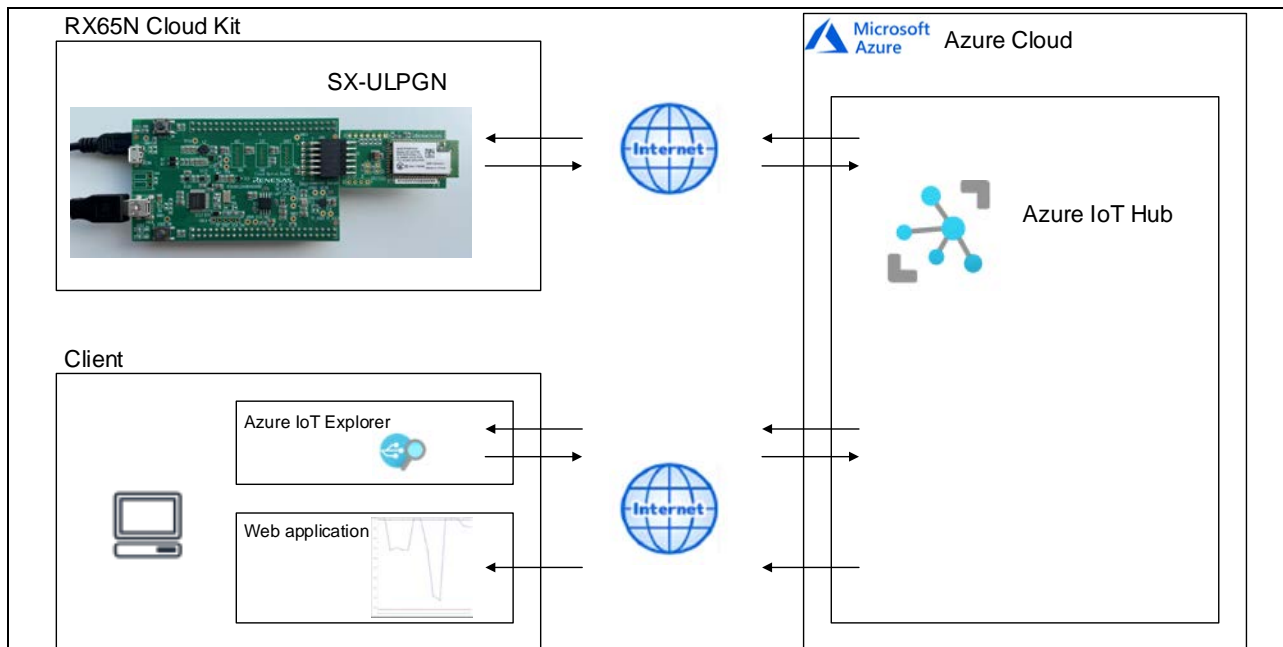 RX65N Cloud Kit
SX-ULPGN
RENESAS
Internet
Microsoft
Azure
Azure Cloud
Azure IoT Hub
Client
Azure IoT Explorer
Web application
Internet